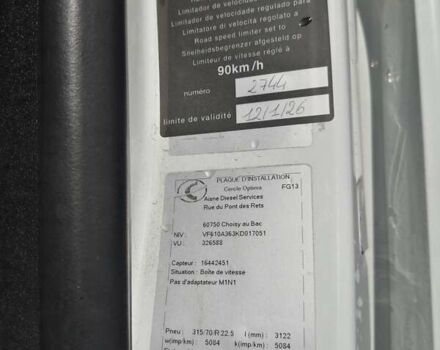 Limitador de velocidad
Limitador de velocidade regulado a
Limitatore di velocità regolato a
Road speed limiter set to
Snelheidsbegrenzer afgesteld op
Limiteur de vitesse réglé à
90km/h
numéro 2744
limite de validité 12/1/26
PLAQUE D'INSTALLATION
Cercle Optima FG13
Aisne Diesel Services
Rue du Pont des Rets
60750 Choisy au Bac
NIV : VF610A363KD017051
VU : 326588
Capteur : 16442451
Situation : Boîte de vitesse
Pas d'adaptateur M1N1
Pneu : 315/70/R 22.5 l (mm) : 3122
w(imp/km) : 5084 k(imp/km) : 5084